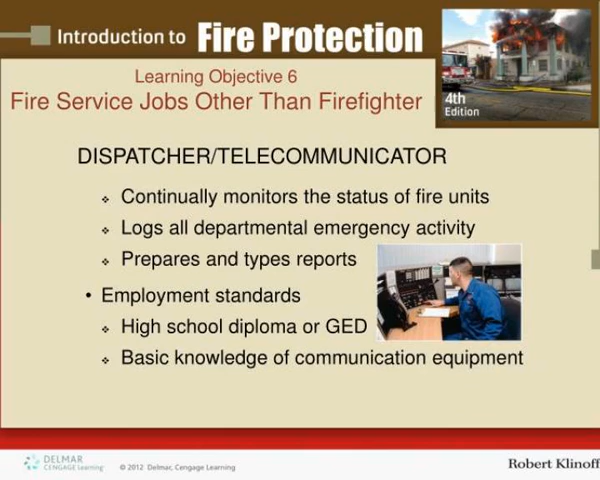 Introduction to Fire Protection
4th
Edition
Learning Objective 6
Fire Service Jobs Other Than Firefighter
DISPATCHER/TELECOMMUNICATOR
❖ Continually monitors the status of fire units
❖ Logs all departmental emergency activity
❖ Prepares and types reports
• Employment standards
❖ High school diploma or GED
❖ Basic knowledge of communication equipment
DELMAR
CENGAGE Learning
© 2012 Delmar, Cengage Learning
Robert Klinoff